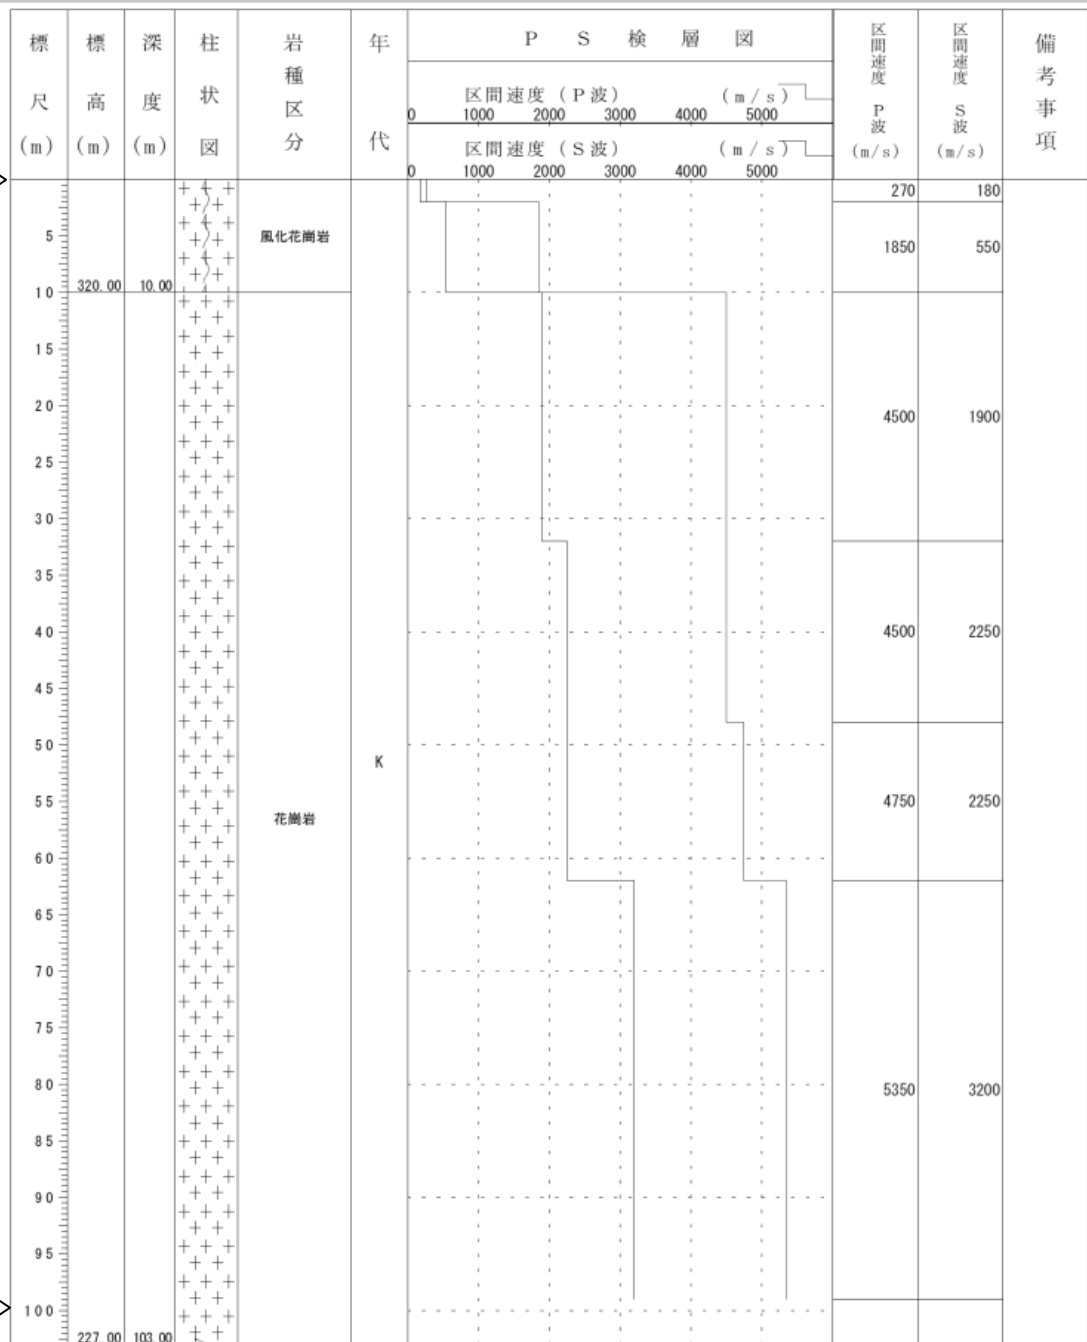 標尺(m)
標高(m)
深度(m)
柱状図
岩種区分
年代
PS検層図
区間速度(P波) (m/s)
0 1000 2000 3000 4000 5000
区間速度(S波) (m/s)
0 1000 2000 3000 4000 5000
区間速度 P波 (m/s)
区間速度 S波 (m/s)
備考事項
270 180
5 風化花崗岩 1850 550
320.00 10.00
10
15
20
4500 1900
25
30
35
40 4500 2250
45
50
K
55 4750 2250
花崗岩
60
65
70
75
80 5350 3200
85
90
95
100
227.00 103.00